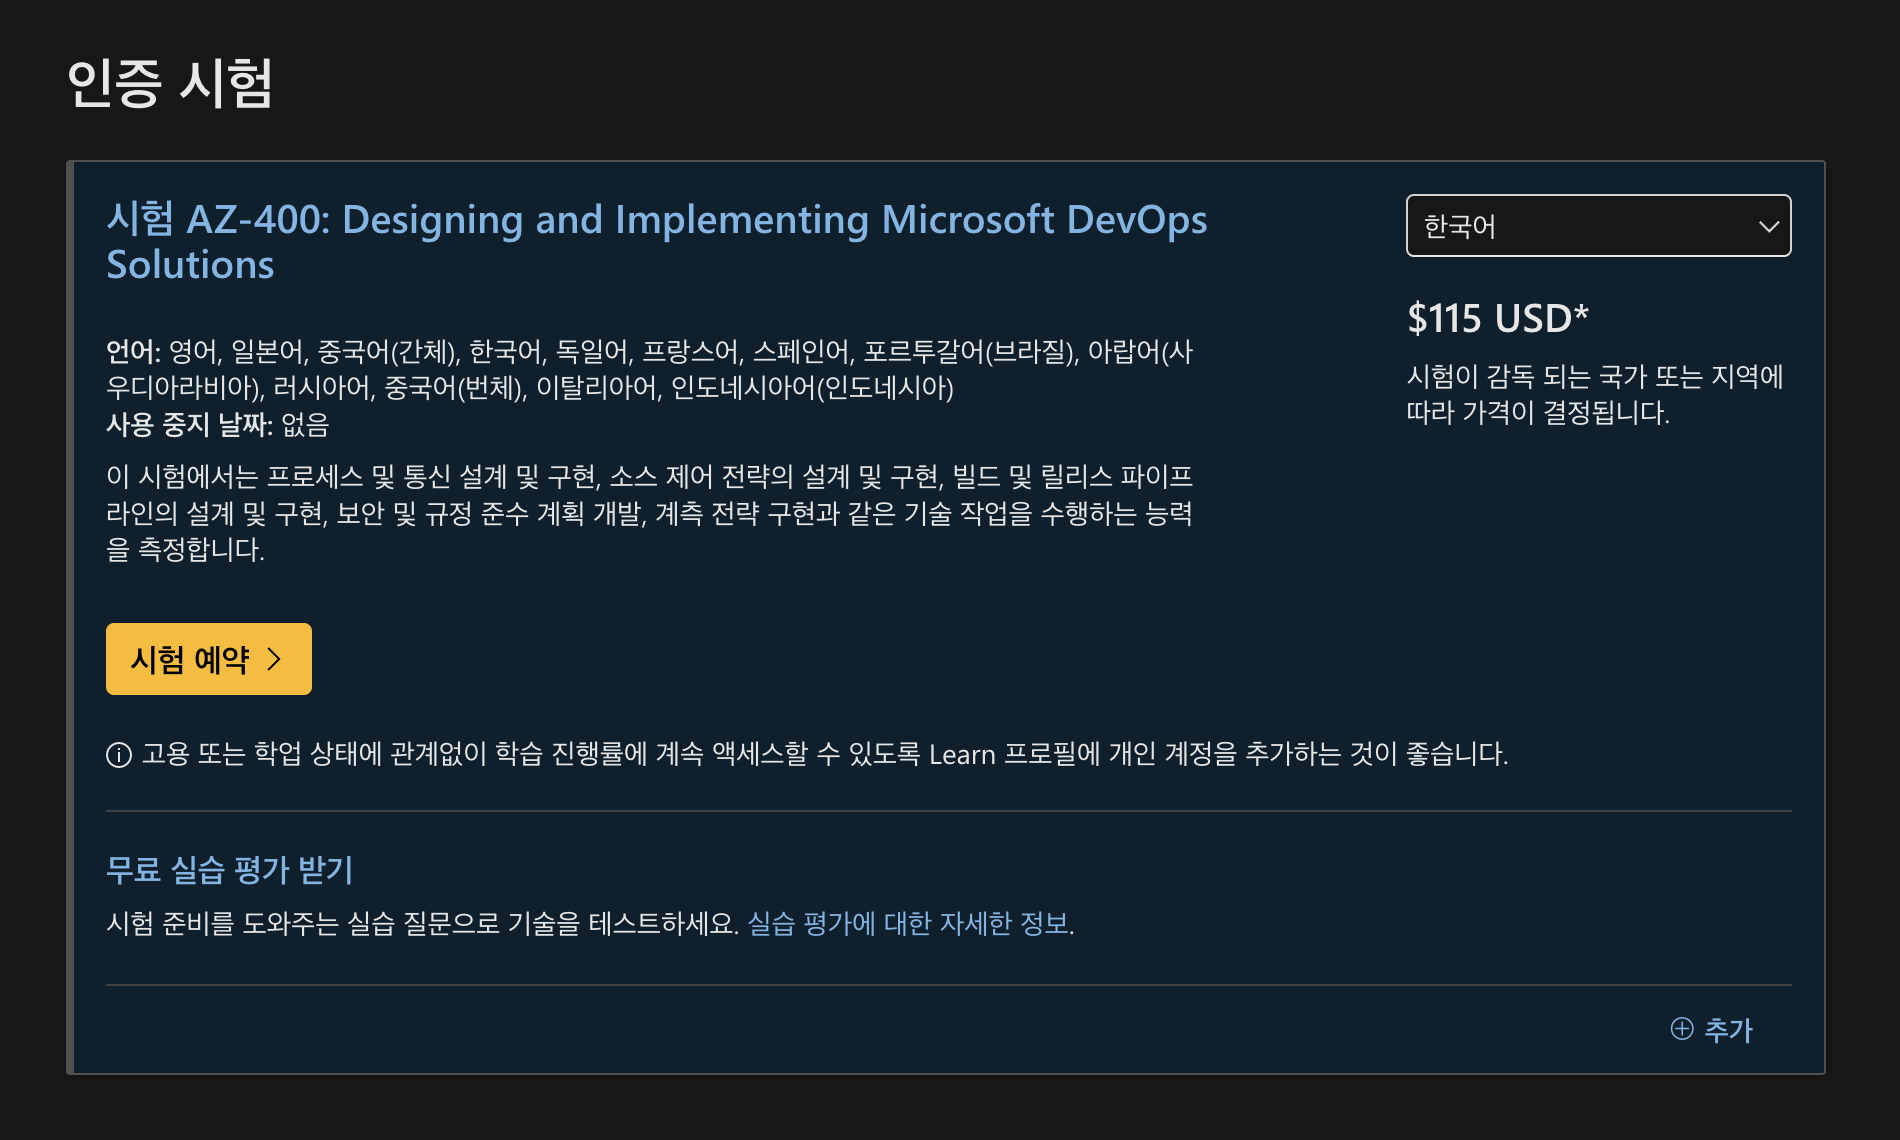 인증 시험
시험 AZ-400: Designing and Implementing Microsoft DevOps
Solutions
한국어
$115 USD*
시험이 감독 되는 국가 또는 지역에
따라 가격이 결정됩니다.
언어: 영어, 일본어, 중국어(간체), 한국어, 독일어, 프랑스어, 스페인어, 포르투갈어(브라질), 아랍어(사
우디아라비아), 러시아어, 중국어(번체), 이탈리아어, 인도네시아어(인도네시아)
사용 중지 날짜: 없음
이 시험에서는 프로세스 및 통신 설계 및 구현, 소스 제어 전략의 설계 및 구현, 빌드 및 릴리스 파이프
라인의 설계 및 구현, 보안 및 규정 준수 계획 개발, 계측 전략 구현과 같은 기술 작업을 수행하는 능력
을 측정합니다.
시험 예약
고용 또는 학업 상태에 관계없이 학습 진행률에 계속 액세스할 수 있도록 Learn 프로필에 개인 계정을 추가하는 것이 좋습니다.
무료 실습 평가 받기
시험 준비를 도와주는 실습 질문으로 기술을 테스트하세요. 실습 평가에 대한 자세한 정보.
추가